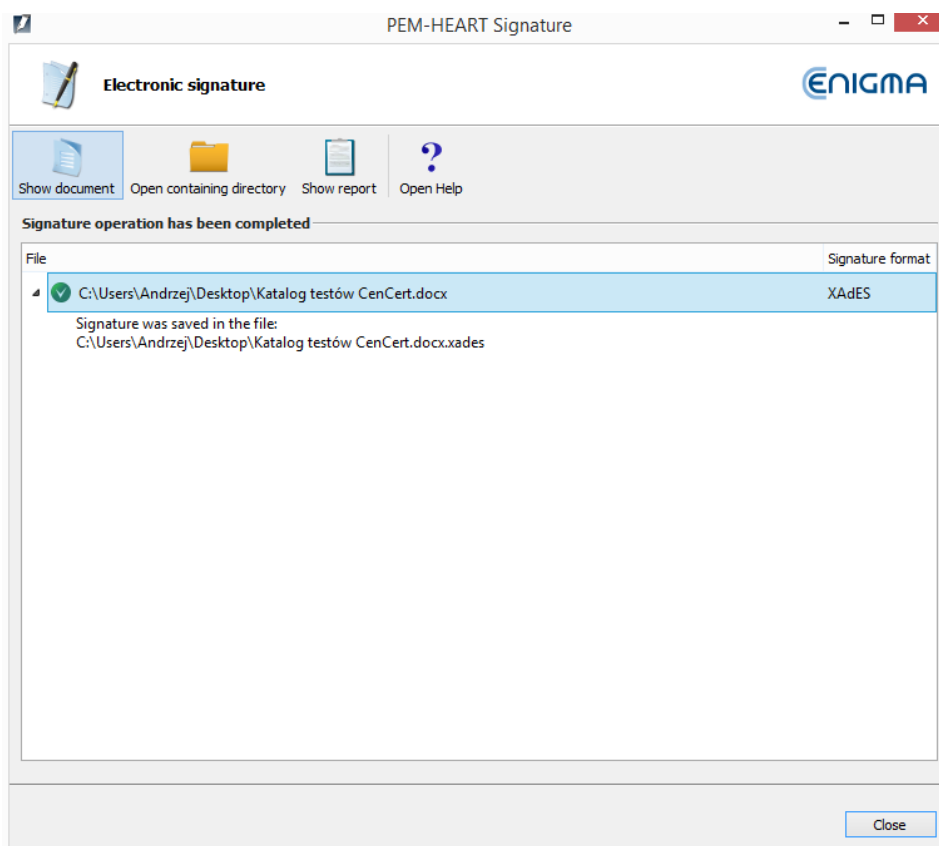 PEM-HEART Signature
Electronic signature
ENIGMA
Show document
Open containing directory
Show report
Open Help
Signature operation has been completed
File
Signature format
C:\Users\Andrzej\Desktop\Katalog testów CenCert.docx
XAdES
Signature was saved in the file:
C:\Users\Andrzej\Desktop\Katalog testów CenCert.docx.xades
Close